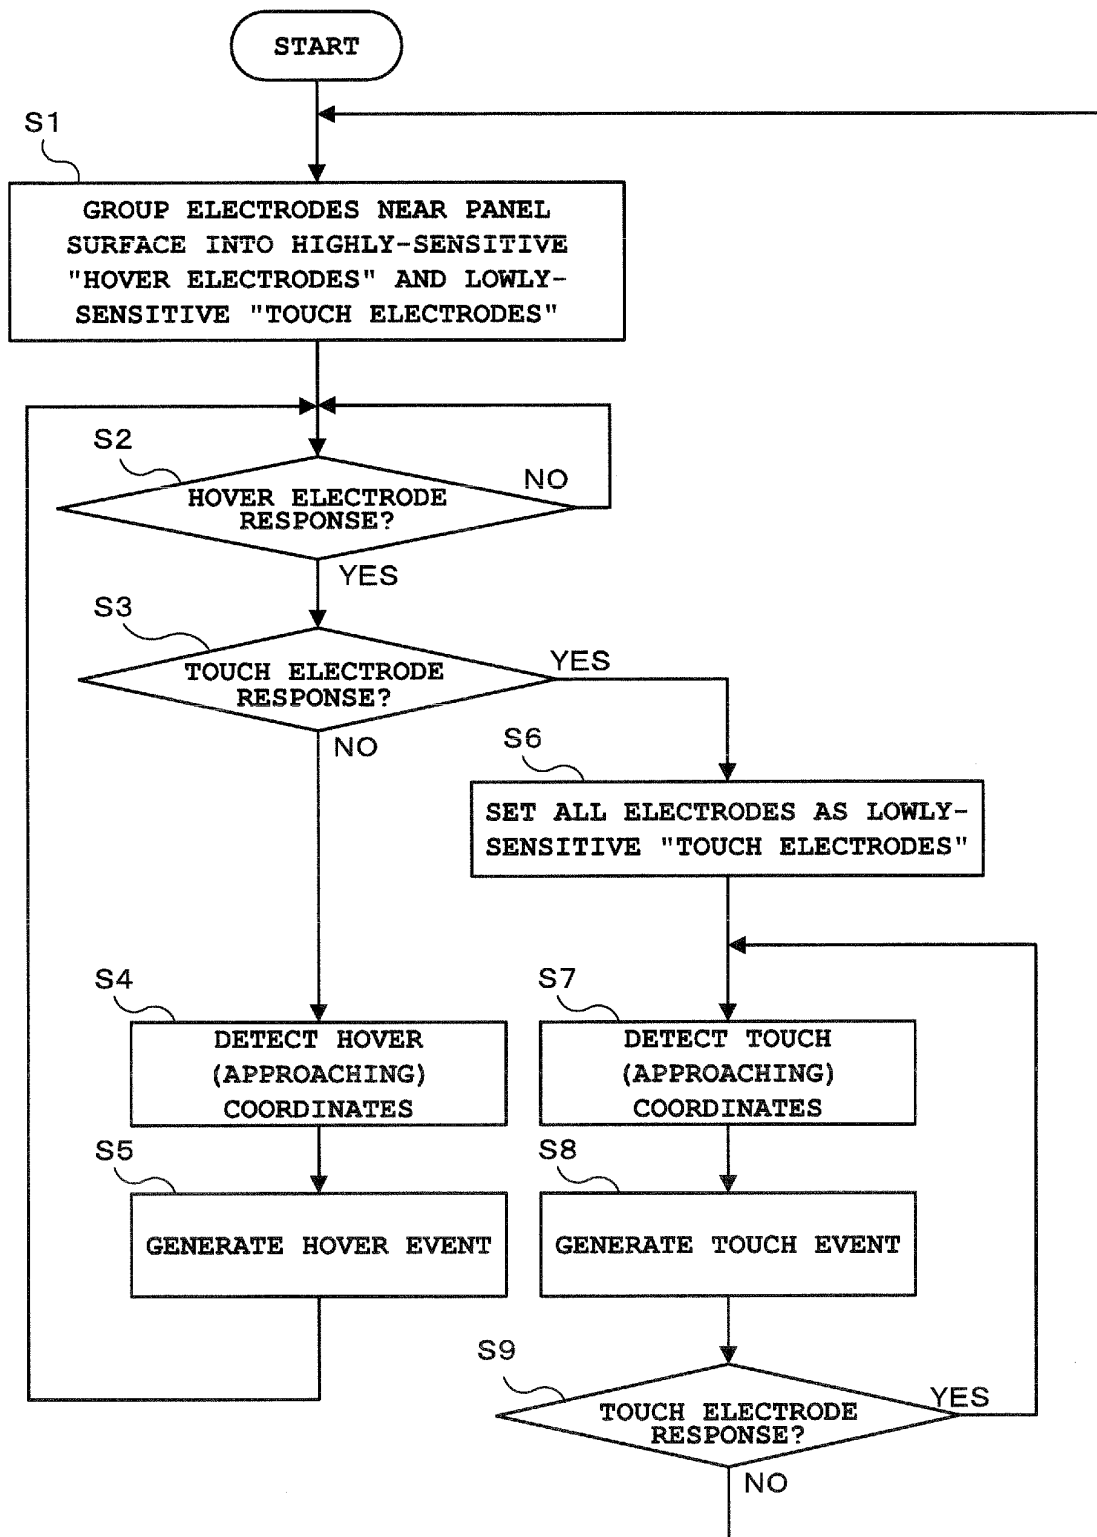 START
S1
GROUP ELECTRODES NEAR PANEL
SURFACE INTO HIGHLY-SENSITIVE
"HOVER ELECTRODES" AND LOWLY-
SENSITIVE "TOUCH ELECTRODES"
S2
HOVER ELECTRODE
RESPONSE?
NO
YES
S3
TOUCH ELECTRODE
RESPONSE?
YES
NO
S6
SET ALL ELECTRODES AS LOWLY-
SENSITIVE "TOUCH ELECTRODES"
S4
DETECT HOVER
(APPROACHING)
COORDINATES
S7
DETECT TOUCH
(APPROACHING)
COORDINATES
S5
GENERATE HOVER EVENT
S8
GENERATE TOUCH EVENT
S9
TOUCH ELECTRODE
RESPONSE?
YES
NO